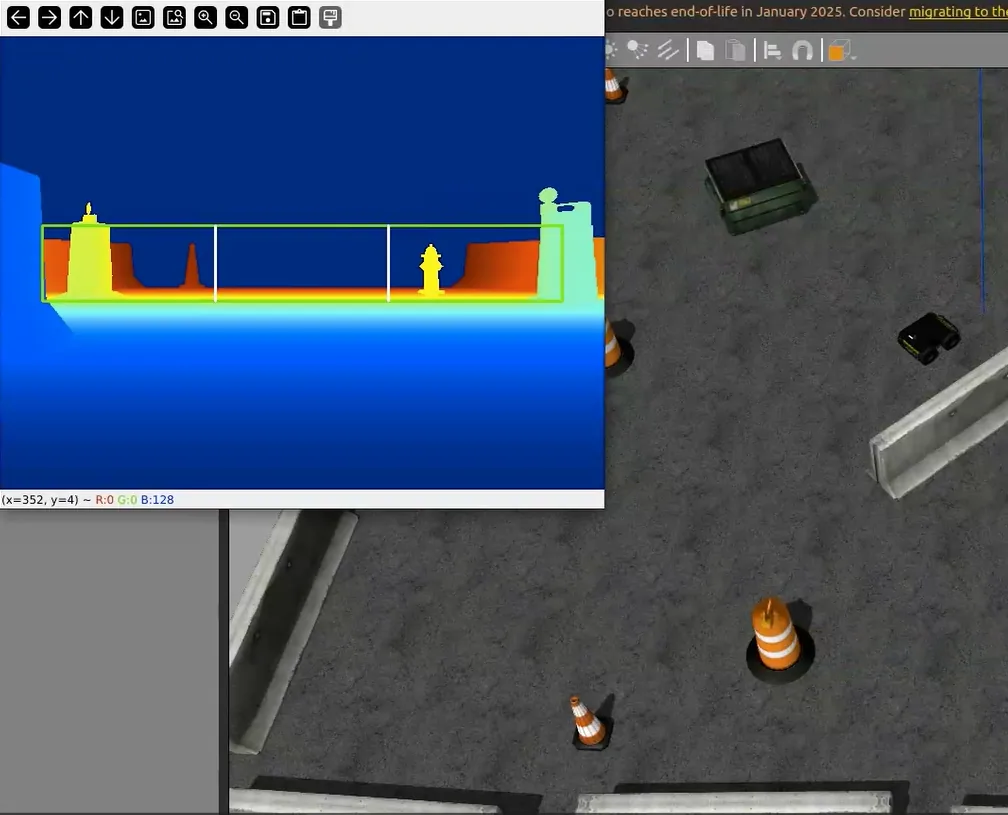 o reaches end-of-life in January 2025. Consider migrating to the
(x=352, y=4) ~ R:0 G:0 B:128